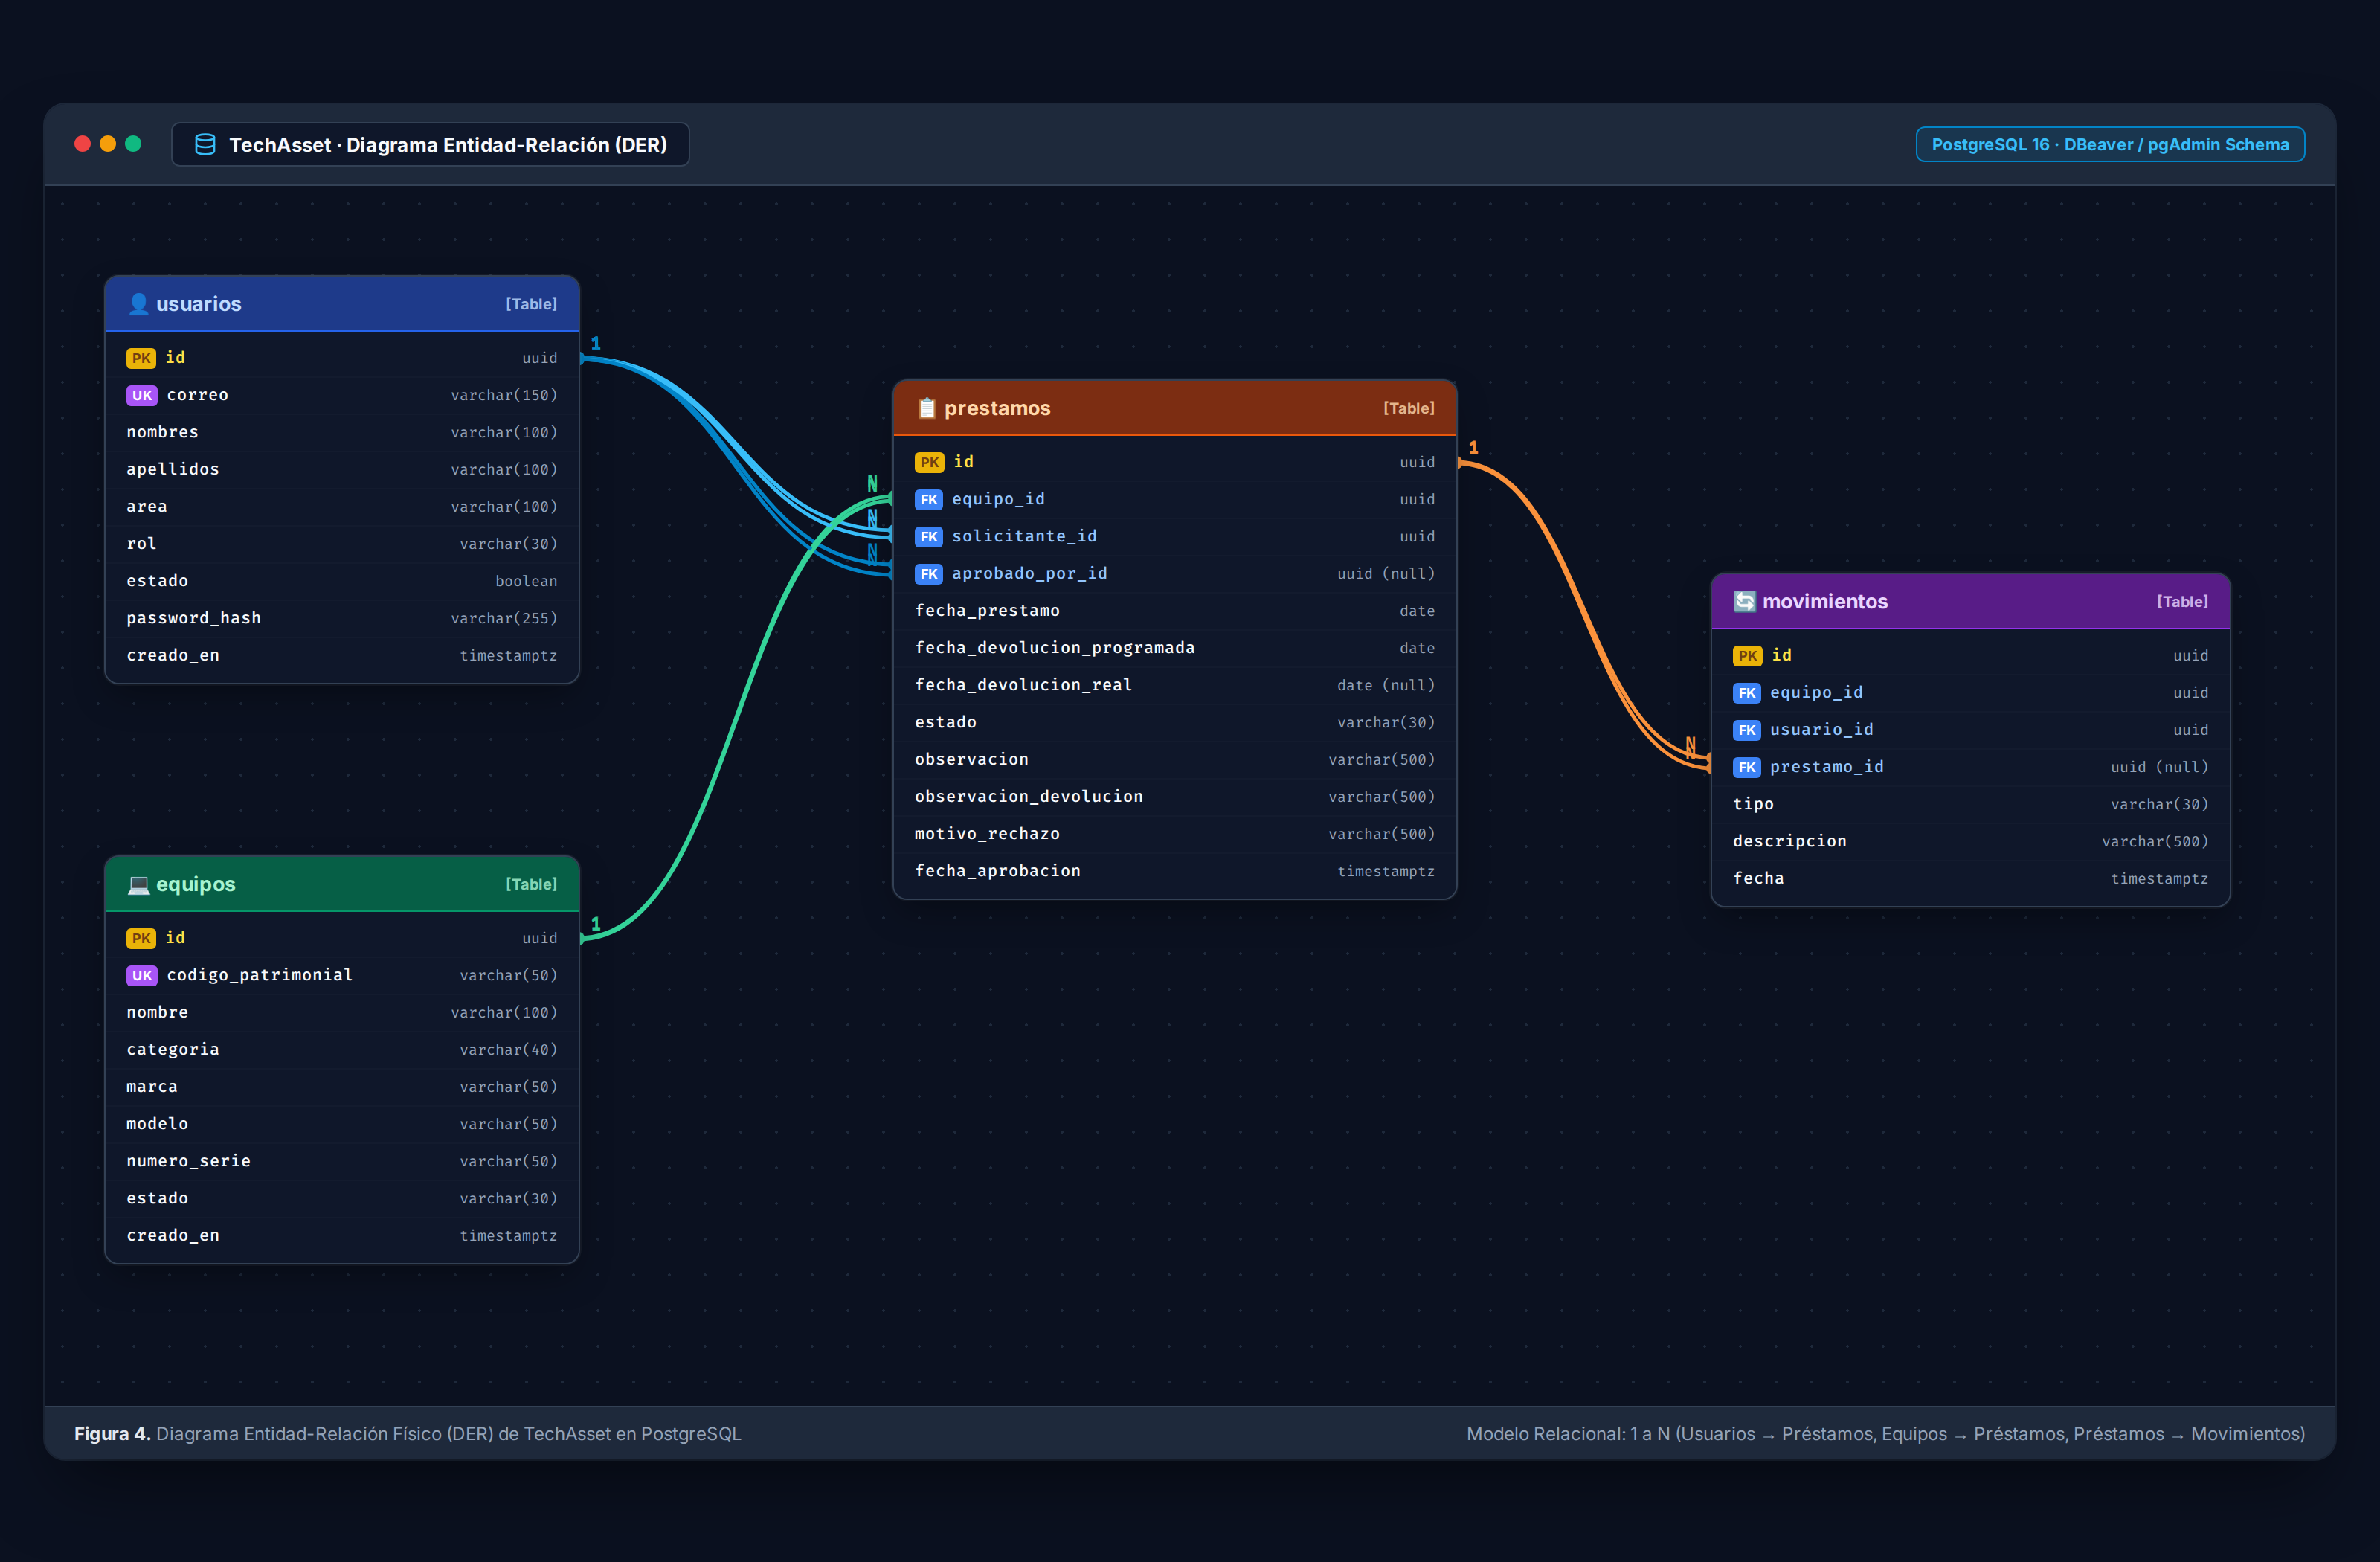 TechAsset · Diagrama Entidad-Relación (DER)
PostgreSQL 16 · DBeaver / pgAdmin Schema
usuarios [Table]
PK id uuid
UK correo varchar(150)
nombres varchar(100)
apellidos varchar(100)
area varchar(100)
rol varchar(30)
estado boolean
password_hash varchar(255)
creado_en timestamptz
1
equipos [Table]
PK id uuid
UK codigo_patrimonial varchar(50)
nombre varchar(100)
categoria varchar(40)
marca varchar(50)
modelo varchar(50)
numero_serie varchar(50)
estado varchar(30)
creado_en timestamptz
1
N
N
N
prestamos [Table]
PK id uuid
FK equipo_id uuid
FK solicitante_id uuid
FK aprobado_por_id uuid (null)
fecha_prestamo date
fecha_devolucion_programada date
fecha_devolucion_real date (null)
estado varchar(30)
observacion varchar(500)
observacion_devolucion varchar(500)
motivo_rechazo varchar(500)
fecha_aprobacion timestamptz
1
N
movimientos [Table]
PK id uuid
FK equipo_id uuid
FK usuario_id uuid
FK prestamo_id uuid (null)
tipo varchar(30)
descripcion varchar(500)
fecha timestamptz
Figura 4. Diagrama Entidad-Relación Físico (DER) de TechAsset en PostgreSQL
Modelo Relacional: 1 a N (Usuarios → Préstamos, Equipos → Préstamos, Préstamos → Movimientos)